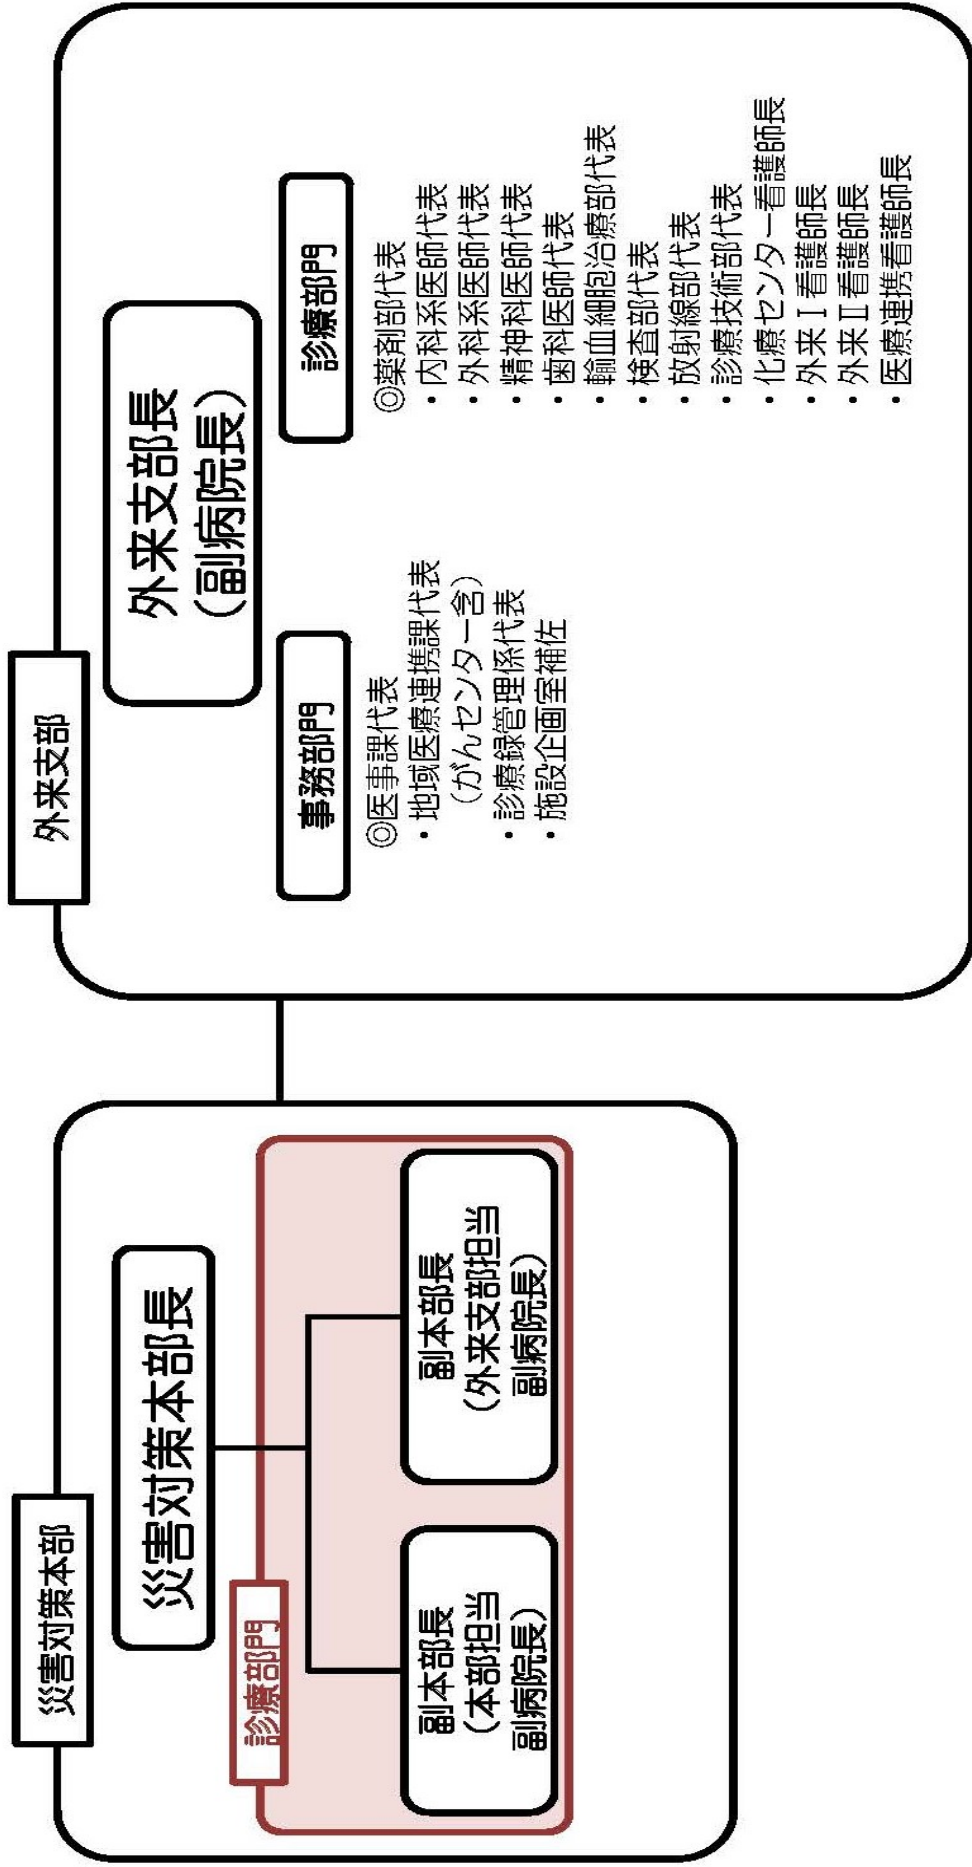 災害対策本部
災害対策本部長
診療部門
副本部長
（本部担当
副病院長）
副本部長
（外来支部担当
副病院長）
外来支部
外来支部長
（副病院長）
事務部門
◎医事課代表
・地域医療連携課代表
（がんセンター含）
・診療録管理係代表
・施設企画室補佐
診療部門
◎薬剤部代表
・内科系医師代表
・外科系医師代表
・精神科医師代表
・歯科医師代表
・輸血細胞治療部代表
・検査部代表
・放射線部代表
・診療技術部代表
・化療センター看護師長
・外来Ⅰ看護師長
・外来Ⅱ看護師長
・医療連携看護師長